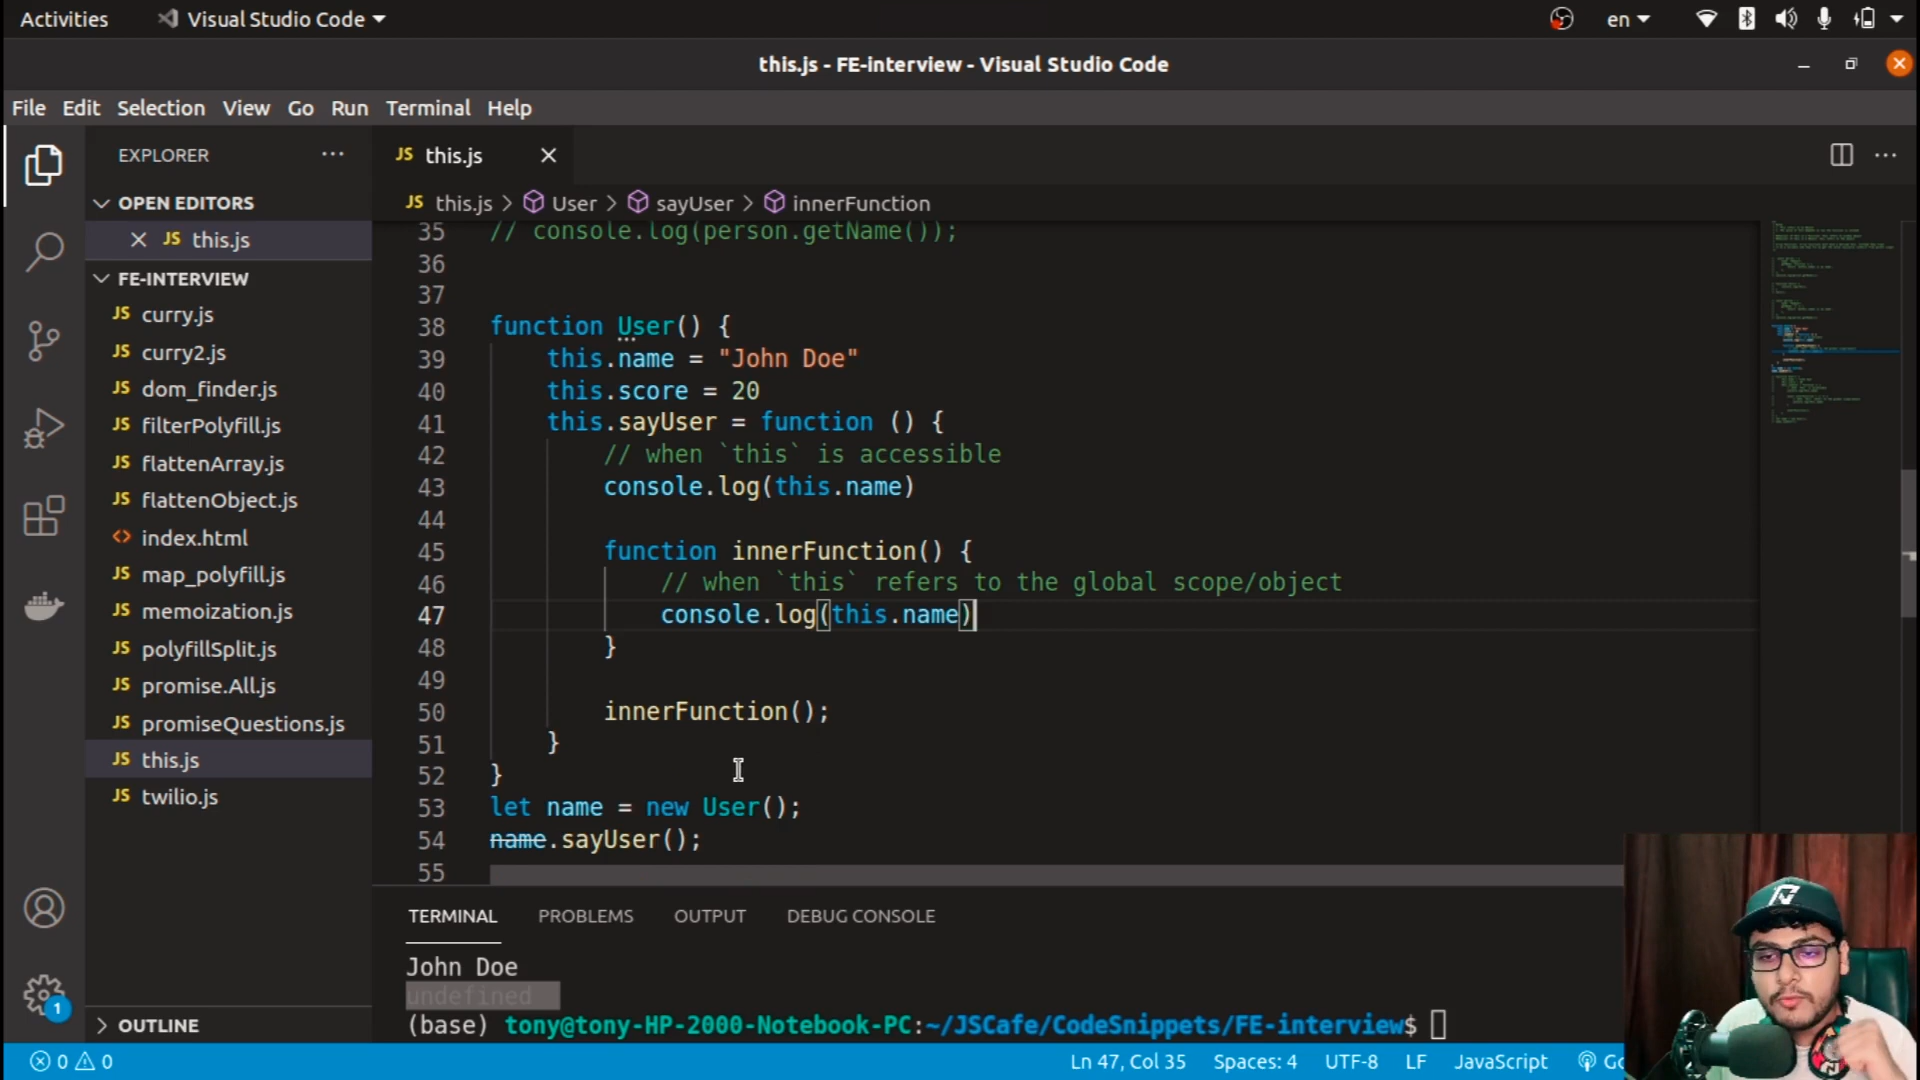 Activities
Visual Studio Code
en
this.js - FE-interview - Visual Studio Code
File Edit Selection View Go Run Terminal Help
EXPLORER
OPEN EDITORS
JS this.js
FE-INTERVIEW
JS curry.js
JS curry2.js
JS dom_finder.js
JS filterPolyfill.js
JS flattenArray.js
JS flattenObject.js
<> index.html
JS map_polyfill.js
JS memoization.js
JS polyfillSplit.js
JS promise.All.js
JS promiseQuestions.js
JS this.js
JS twilio.js
OUTLINE
1
JS this.js
JS this.js > User > sayUser > innerFunction
35 // console.log(person.getName());
36
37
38 function User() {
39 this.name = "John Doe"
40 this.score = 20
41 this.sayUser = function () {
42 // when `this` is accessible
43 console.log(this.name)
44
45 function innerFunction() {
46 // when `this` refers to the global scope/object
47 console.log(this.name)
48 }
49
50 innerFunction();
51 }
52 }
53 let name = new User();
54 name.sayUser();
55
TERMINAL PROBLEMS OUTPUT DEBUG CONSOLE
John Doe
undefined
(base) tony@tony-HP-2000-Notebook-PC:~/JSCafe/CodeSnippets/FE-interview$
0 0 Ln 47, Col 35 Spaces: 4 UTF-8 LF JavaScript Go